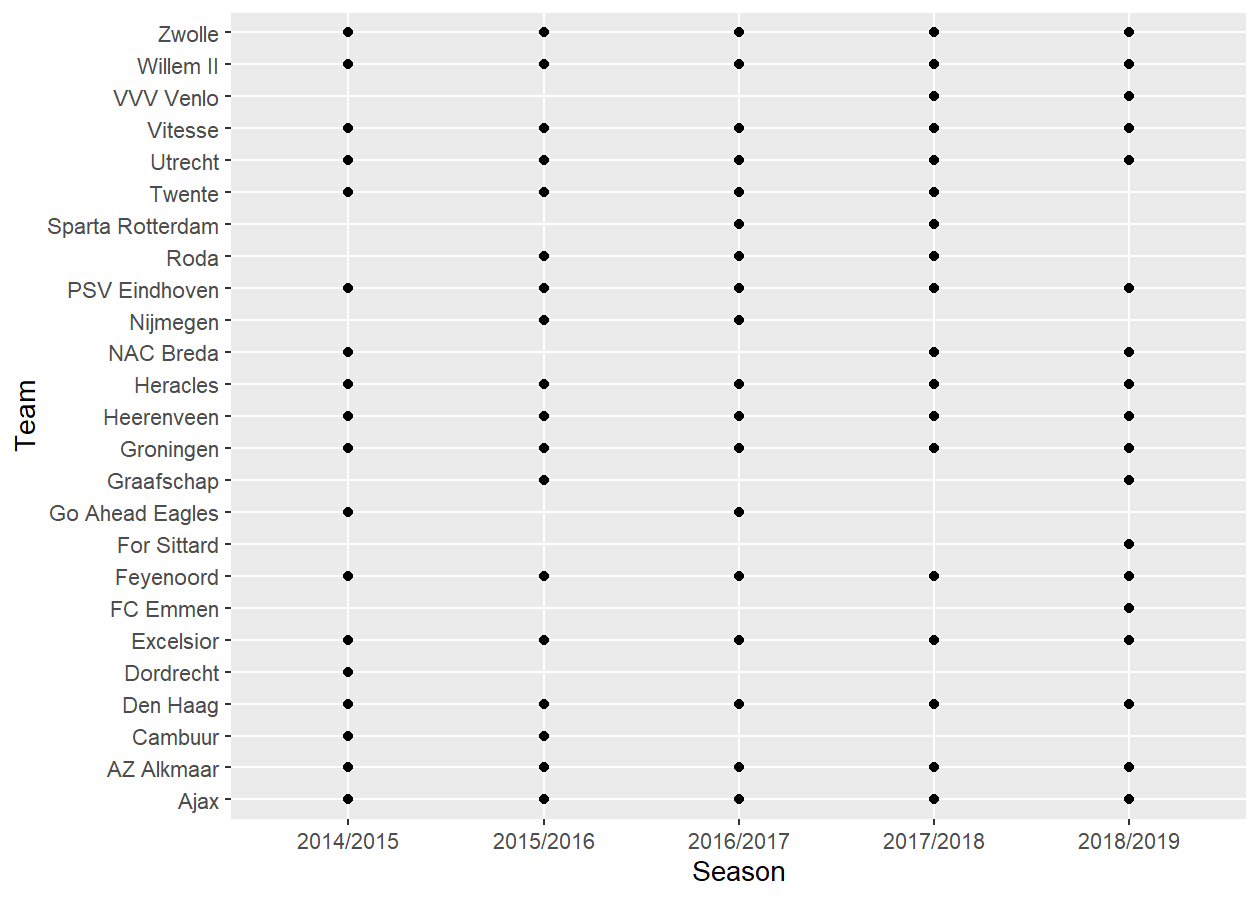 Zwolle
Willem II
VVV Venlo
Vitesse
Utrecht
Twente
Sparta Rotterdam
Roda
PSV Eindhoven
Nijmegen
NAC Breda
Heracles
Heerenveen
Groningen
Graafschap
Go Ahead Eagles
For Sittard
Feyenoord
FC Emmen
Excelsior
Dordrecht
Den Haag
Cambuur
AZ Alkmaar
Ajax
Team
2014/2015 2015/2016 2016/2017 2017/2018 2018/2019
Season